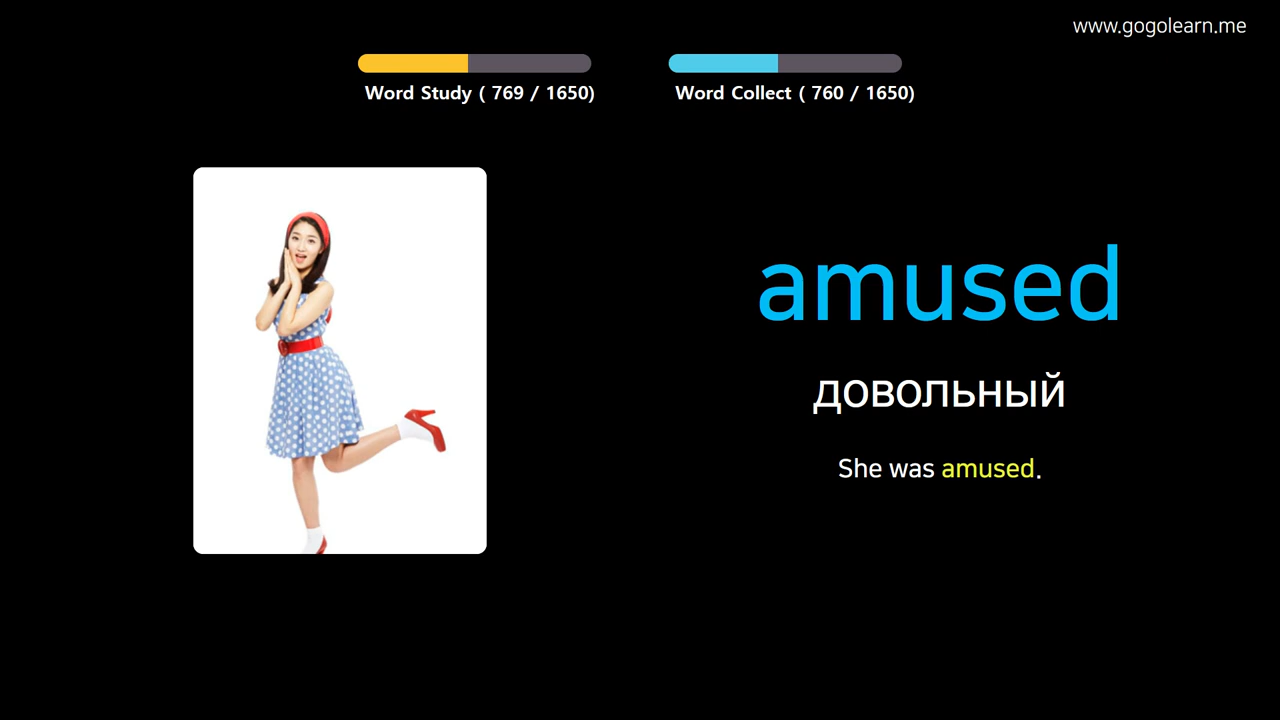 www.gogolearn.me
Word Study ( 769 / 1650)
Word Collect ( 760 / 1650)
amused
довольный
She was amused.